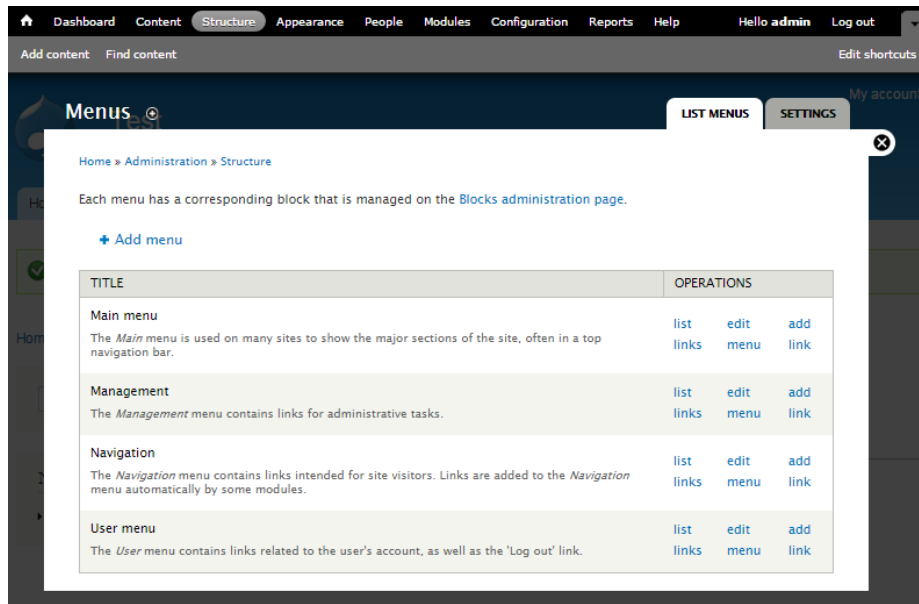 Dashboard Content Structure Appearance People Modules Configuration Reports Help Hello admin Log out
Add content Find content Edit shortcuts
My account
Test
Menus
LIST MENUS SETTINGS
Home » Administration » Structure
Each menu has a corresponding block that is managed on the Blocks administration page.
+ Add menu
TITLE OPERATIONS
Main menu
The Main menu is used on many sites to show the major sections of the site, often in a top
navigation bar.
list links edit menu add link
Management
The Management menu contains links for administrative tasks.
list links edit menu add link
Navigation
The Navigation menu contains links intended for site visitors. Links are added to the Navigation
menu automatically by some modules.
list links edit menu add link
User menu
The User menu contains links related to the user's account, as well as the 'Log out' link.
list links edit menu add link